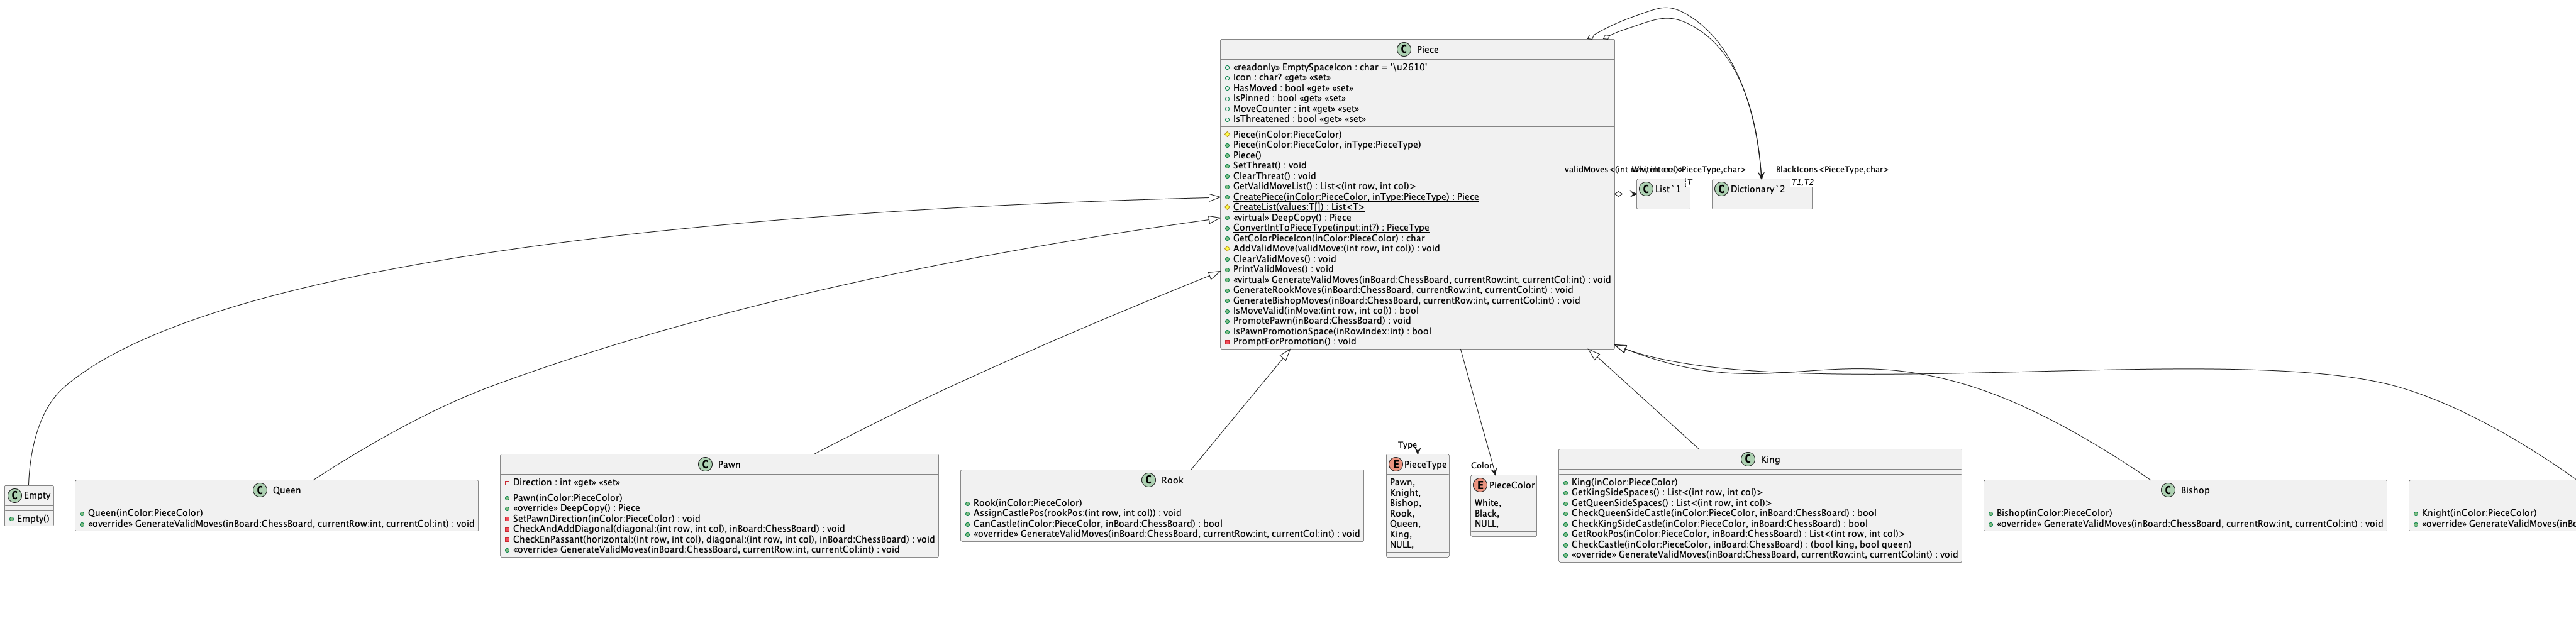 C Piece
«readonly» EmptySpaceIcon : char = '\u2610'
Icon : char? «get» «set»
HasMoved : bool «get» «set»
IsPinned : bool «get» «set»
MoveCounter : int «get» «set»
IsThreatened : bool «get» «set»
Piece(inColor:PieceColor)
Piece(inColor:PieceColor, inType:PieceType)
Piece()
SetThreat() : void
ClearThreat() : void
GetValidMoveList() : List<(int row, int col)>
CreatePiece(inColor:PieceColor, inType:PieceType) : Piece
CreateList(values:T[]) : List<T>
«virtual» DeepCopy() : Piece
ConvertIntToPieceType(input:int?) : PieceType
GetColorPieceIcon(inColor:PieceColor) : char
AddValidMove(validMove:(int row, int col)) : void
ClearValidMoves() : void
PrintValidMoves() : void
«virtual» GenerateValidMoves(inBoard:ChessBoard, currentRow:int, currentCol:int) : void
GenerateRookMoves(inBoard:ChessBoard, currentRow:int, currentCol:int) : void
GenerateBishopMoves(inBoard:ChessBoard, currentRow:int, currentCol:int) : void
IsMoveValid(inMove:(int row, int col)) : bool
PromotePawn(inBoard:ChessBoard) : void
IsPawnPromotionSpace(inRowIndex:int) : bool
PromptForPromotion() : void
BlackIcons<PieceType,char>
C List`1
T
C Dictionary`2
T1,T2
C Empty
Empty()
C Queen
Queen(inColor:PieceColor)
«override» GenerateValidMoves(inBoard:ChessBoard, currentRow:int, currentCol:int) : void
C Pawn
Direction : int «get» «set»
Pawn(inColor:PieceColor)
«override» DeepCopy() : Piece
SetPawnDirection(inColor:PieceColor) : void
CheckAndAddDiagonal(diagonal:(int row, int col), inBoard:ChessBoard) : void
CheckEnPassant(horizontal:(int row, int col), diagonal:(int row, int col), inBoard:ChessBoard) : void
«override» GenerateValidMoves(inBoard:ChessBoard, currentRow:int, currentCol:int) : void
C Rook
Rook(inColor:PieceColor)
AssignCastlePos(rookPos:(int row, int col)) : void
CanCastle(inColor:PieceColor, inBoard:ChessBoard) : bool
«override» GenerateValidMoves(inBoard:ChessBoard, currentRow:int, currentCol:int) : void
Type
E PieceType
Pawn,
Knight,
Bishop,
Rook,
Queen,
King,
NULL,
Color
E PieceColor
White,
Black,
NULL,
C King
King(inColor:PieceColor)
GetKingSideSpaces() : List<(int row, int col)>
GetQueenSideSpaces() : List<(int row, int col)>
CheckQueenSideCastle(inColor:PieceColor, inBoard:ChessBoard) : bool
CheckKingSideCastle(inColor:PieceColor, inBoard:ChessBoard) : bool
GetRookPos(inColor:PieceColor, inBoard:ChessBoard) : List<(int row, int col)>
CheckCastle(inColor:PieceColor, inBoard:ChessBoard) : (bool king, bool queen)
«override» GenerateValidMoves(inBoard:ChessBoard, currentRow:int, currentCol:int) : void
C Bishop
Bishop(inColor:PieceColor)
«override» GenerateValidMoves(inBoard:ChessBoard, currentRow:int, currentCol:int) : void
Knight(inColor:PieceColor)
«override» GenerateValidMoves(inB